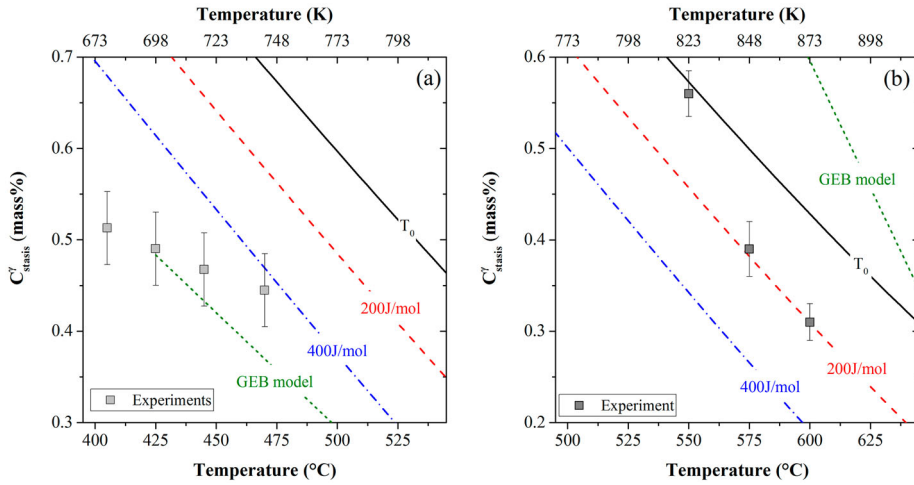 Temperature (K)
673 698 723 748 773 798
(a)
0.7
0.6
0.5
0.4
0.3
C^γ_stasis (mass%)
T₀
200J/mol
400J/mol
GEB model
Experiments
400 425 450 475 500 525
Temperature (°C)
Temperature (K)
773 798 823 848 873 898
(b)
0.6
0.5
0.4
0.3
0.2
C^γ_stasis (mass%)
GEB model
T₀
200J/mol
400J/mol
Experiment
500 525 550 575 600 625
Temperature (°C)